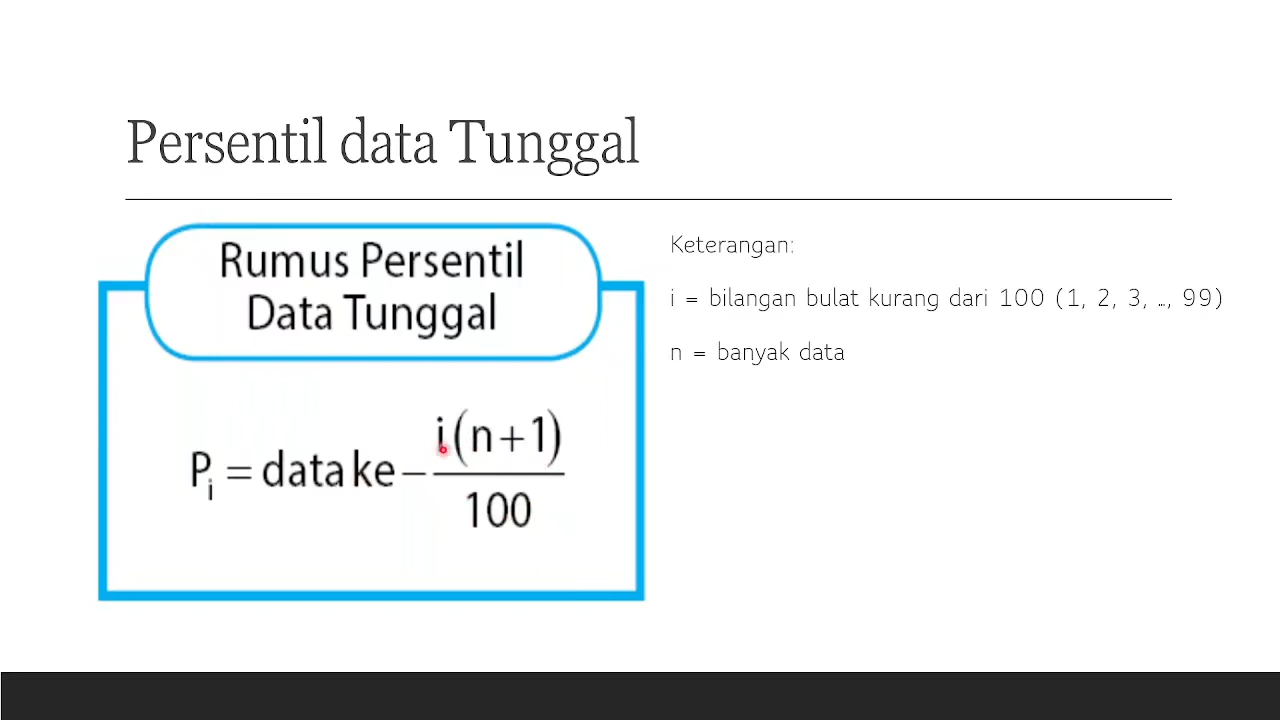 Persentil data Tunggal
Rumus Persentil
Data Tunggal
P_i = data ke - i(n+1)/100
Keterangan:
i = bilangan bulat kurang dari 100 (1, 2, 3, ..., 99)
n = banyak data